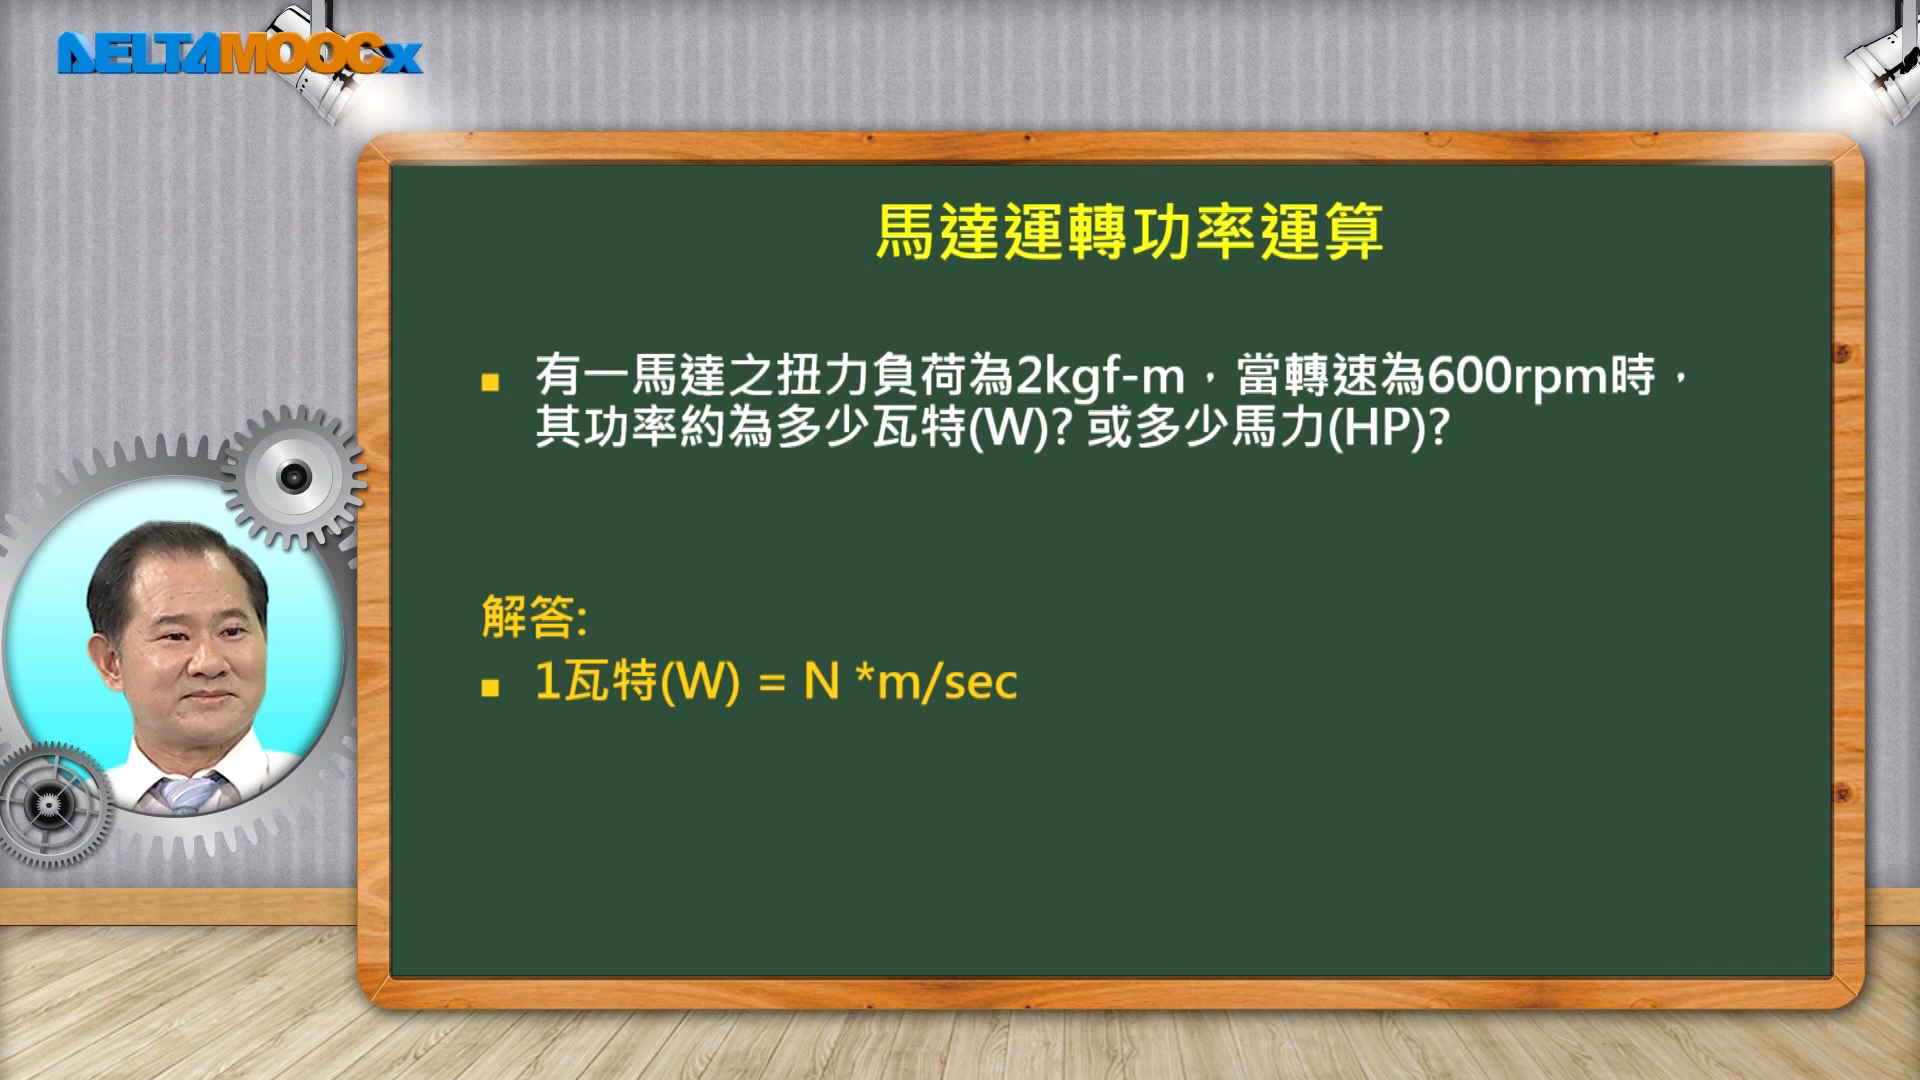 DELTAMOOCx
馬達運轉功率運算
有一馬達之扭力負荷為2kgf-m，當轉速為600rpm時，
其功率約為多少瓦特(W)? 或多少馬力(HP)?
解答:
1瓦特(W) = N *m/sec